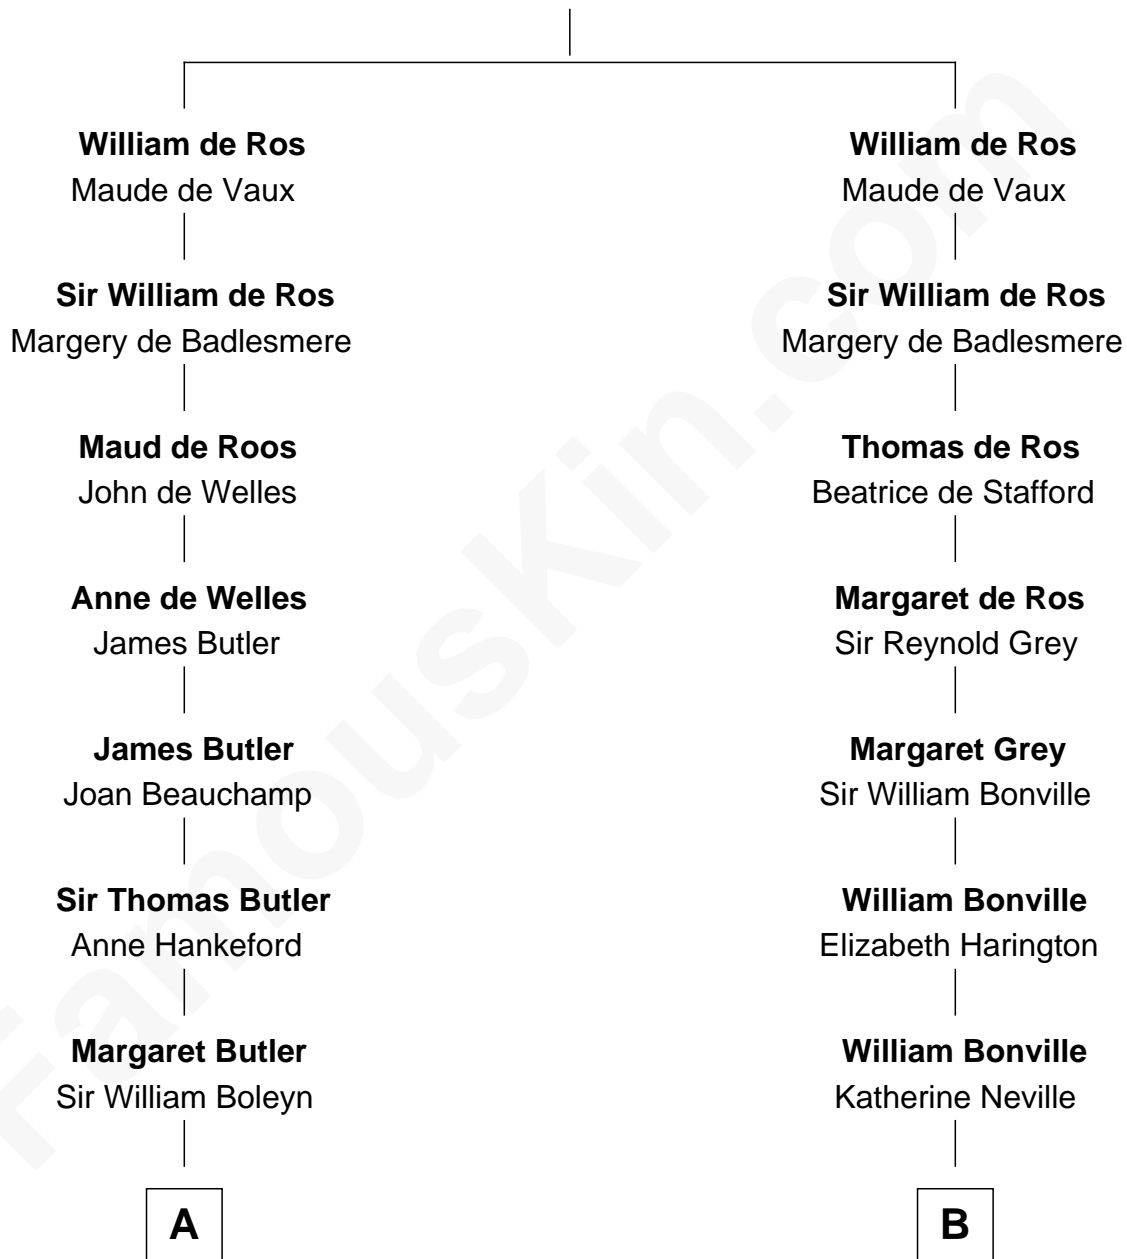 William de Ros
Maude de Vaux
Sir William de Ros
Margery de Badlesmere
Maud de Roos
John de Welles
Anne de Welles
James Butler
James Butler
Joan Beauchamp
Sir Thomas Butler
Anne Hankeford
Margaret Butler
Sir William Boleyn
A
William de Ros
Maude de Vaux
Sir William de Ros
Margery de Badlesmere
Thomas de Ros
Beatrice de Stafford
Margaret de Ros
Sir Reynold Grey
Margaret Grey
Sir William Bonville
William Bonville
Elizabeth Harington
William Bonville
Katherine Neville
B
FamousKin.com